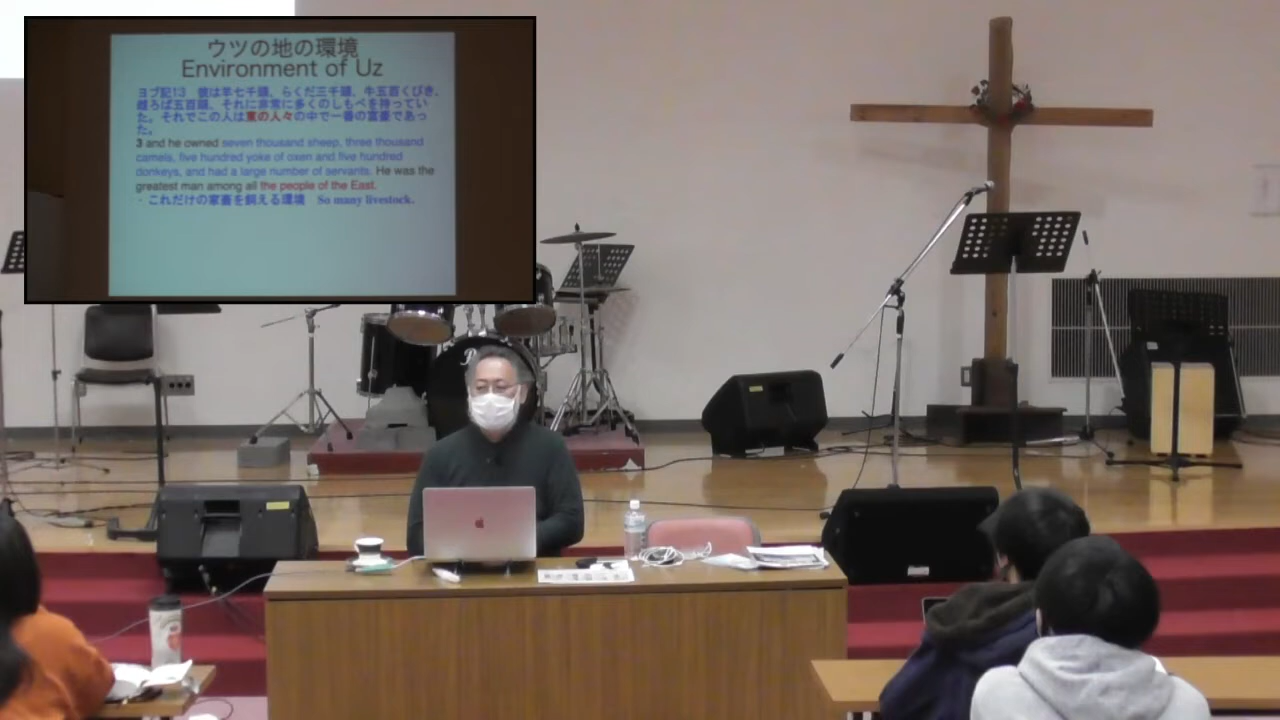 ウツの地の環境
Environment of Uz
ヨブ記1:3　彼は羊七千頭、らくだ三千頭、牛五百くびき、
雌ろば五百頭、それに非常に多くのしもべを持ってい
た。それでこの人は東の人々の中で一番の富豪であっ
た。
3 and he owned seven thousand sheep, three thousand
camels, five hundred yoke of oxen and five hundred
donkeys, and had a large number of servants. He was the
greatest man among all the people of the East.
・これだけの家畜を飼える環境　So many livestock.